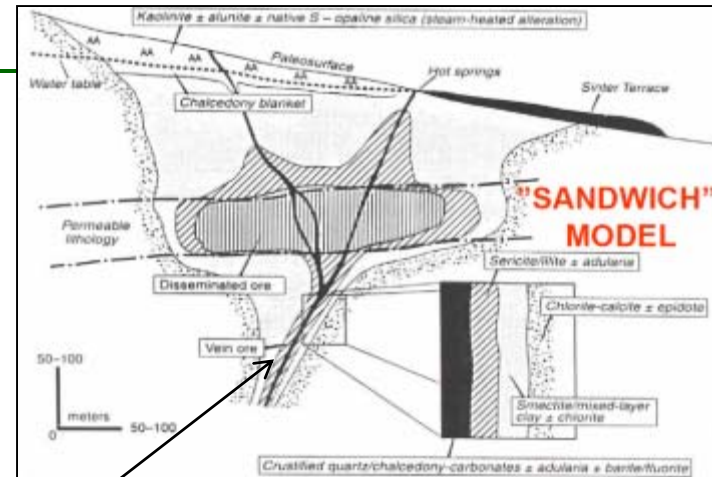 Kaolinite ± alunite ± native S – opaline silica (steam-heated alteration)
AA AA AA AA AA AA
Paleosurface
Water table
Hot springs
Sinter Terrace
Chalcedony blanket
"SANDWICH"
MODEL
Permeable
lithology
Sericite/illite ± adularia
Disseminated ore
Chlorite-calcite ± epidote
Vein ore
50–100
meters
0
50–100
Smectite/mixed-layer
clay ± chlorite
Crustified quartz/chalcedony-carbonates ± adularia ± barite/fluorite